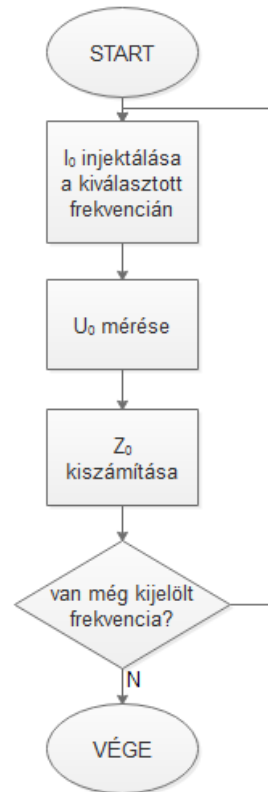 START
I₀ injektálása
a kiválasztott
frekvencián
U₀ mérése
Z₀
kiszámítása
van még kijelölt
frekvencia?
N
VÉGE